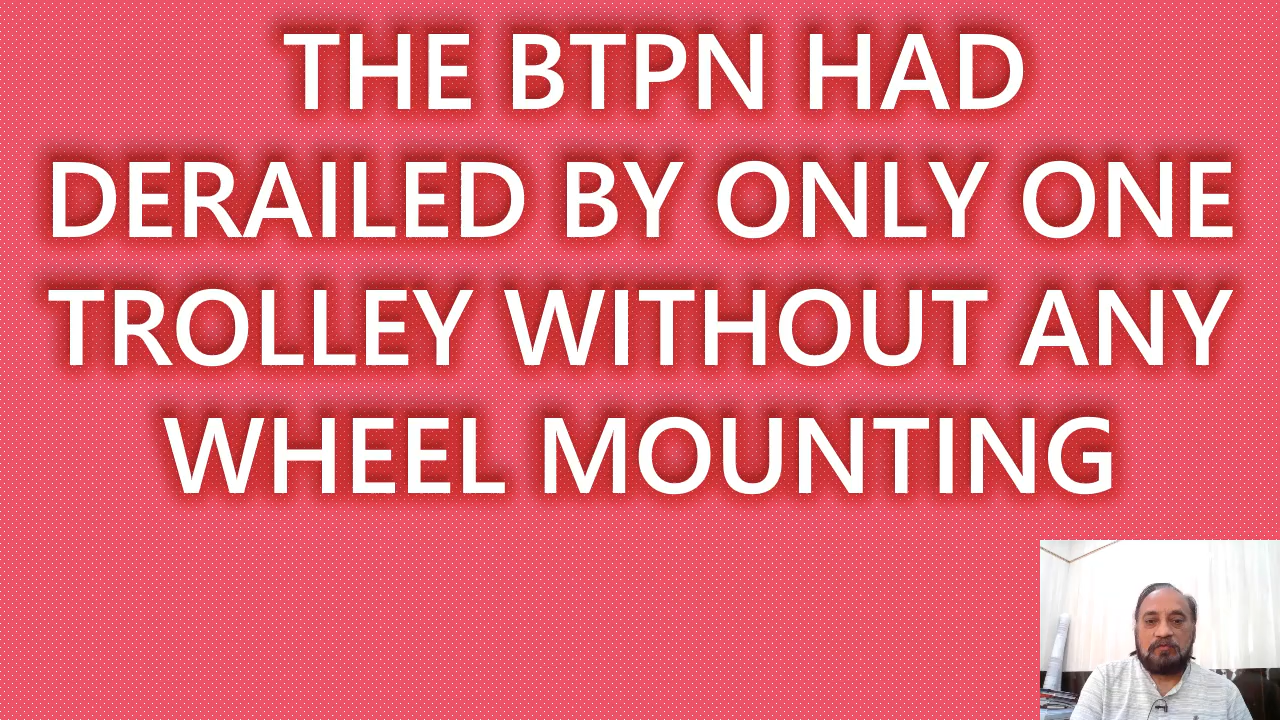 THE BTPN HAD
DERAILED BY ONLY ONE
TROLLEY WITHOUT ANY
WHEEL MOUNTING